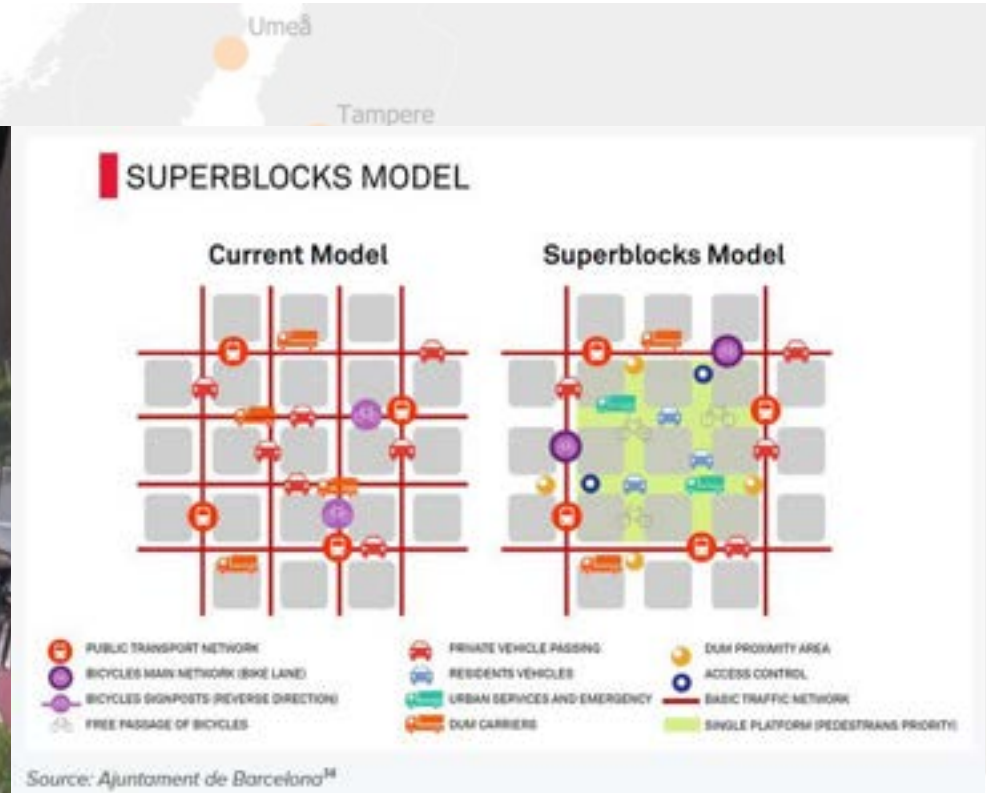 Umeå
Tampere
SUPERBLOCKS MODEL
Current Model
Superblocks Model
PUBLIC TRANSPORT NETWORK
BICYCLES MAIN NETWORK (BIKE LANE)
BICYCLES SIGNPOSTS (REVERSE DIRECTION)
FREE PASSAGE OF BICYCLES
PRIVATE VEHICLE PASSING
RESIDENTS VEHICLES
URBAN SERVICES AND EMERGENCY
DUM CARRIERS
DUM PROXIMITY AREA
ACCESS CONTROL
BASIC TRAFFIC NETWORK
SINGLE PLATFORM (PEDESTRANS PRIORITY)
Source: Ajuntament de Barcelona¹⁴